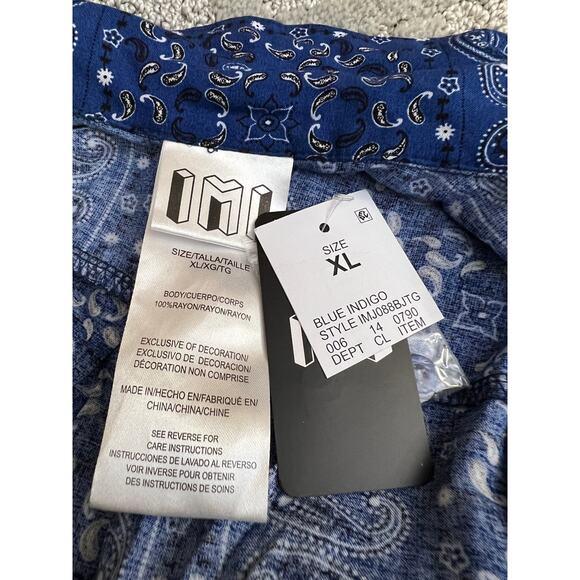 IMI
SIZE/TALLA/TAILLE
XL/XG/TG
BODY/CUERPO/CORPS
100%RAYON/RAYON/RAYON
EXCLUSIVE OF DECORATION/
EXCLUSIVO DE DECORACION/
DÉCORATION NON COMPRISE
MADE IN/HECHO EN/FABRIQUÉ EN/
CHINA/CHINA/CHINE
SEE REVERSE FOR
CARE INSTRUCTIONS
INSTRUCCIONES DE LAVADO AL REVERSO
VOIR INVERSE POUR OBTENIR
DES INSTRUCTIONS DE SOINS
SIZE
XL
BLUE INDIGO
STYLE IMJ088BJTG
006 14 0790
DEPT CL ITEM